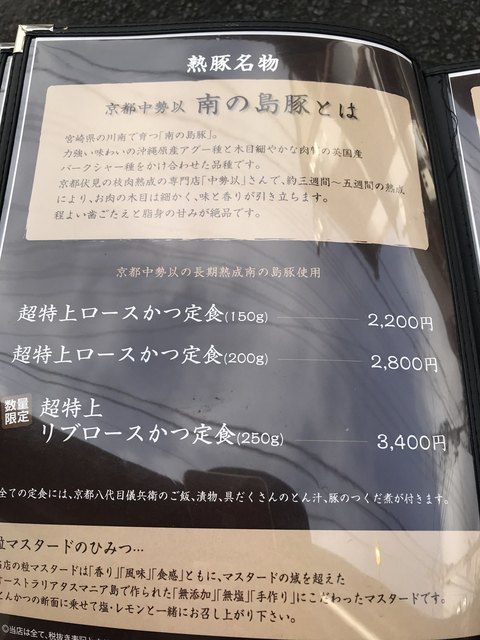 熟豚名物
京都中勢以 南の島豚とは
宮崎県の川南で育つ「南の島豚」。
力強い味わいの沖縄原産アグー種と木目細やかな肉質の英国産
バークシャー種をかけ合わせた品種です。
京都伏見の枝肉熟成の専門店「中勢以」さんで、約三週間〜五週間の熟成
により、お肉の木目は細かく、味と香りが引き立ちます。
程よい歯ごたえと脂身の甘みが絶品です。
京都中勢以の長期熟成南の島豚使用
超特上ロースかつ定食(150g) 2,200円
超特上ロースかつ定食(200g) 2,800円
数量限定 超特上
リブロースかつ定食(250g) 3,400円
全ての定食には、京都八代目儀兵衛のご飯、漬物、具だくさんのとん汁、豚のつくだ煮が付きます。
粒マスタードのひみつ…
当店の粒マスタードは「香り」「風味」「食感」ともに、マスタードの域を超えた
オーストラリアタスマニア島で作られた「無添加」「無塩」「手作り」にこだわったマスタードです。
とんかつの断面に乗せて塩・レモンと一緒にお召し上がり下さい。
◎当店は全て、税抜き表記と